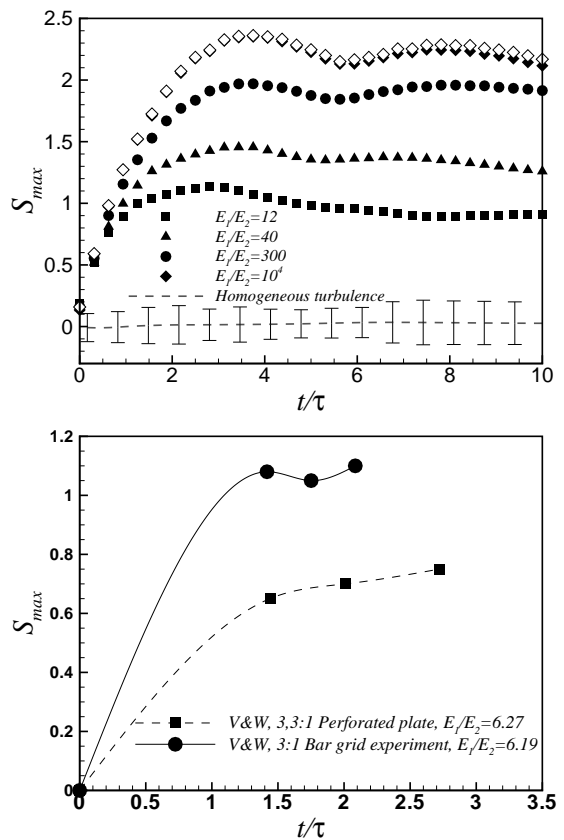 2.5
2
1.5
1
0.5
0
S_max
E_1/E_2=12
E_1/E_2=40
E_1/E_2=300
E_1/E_2=10^4
Homogeneous turbulence
0 2 4 6 8 10
t/τ
1.2
1
0.8
0.6
0.4
0.2
0
S_max
V&W, 3,3:1 Perforated plate, E_1/E_2=6.27
V&W, 3:1 Bar grid experiment, E_1/E_2=6.19
0 0.5 1 1.5 2 2.5 3 3.5
t/τ